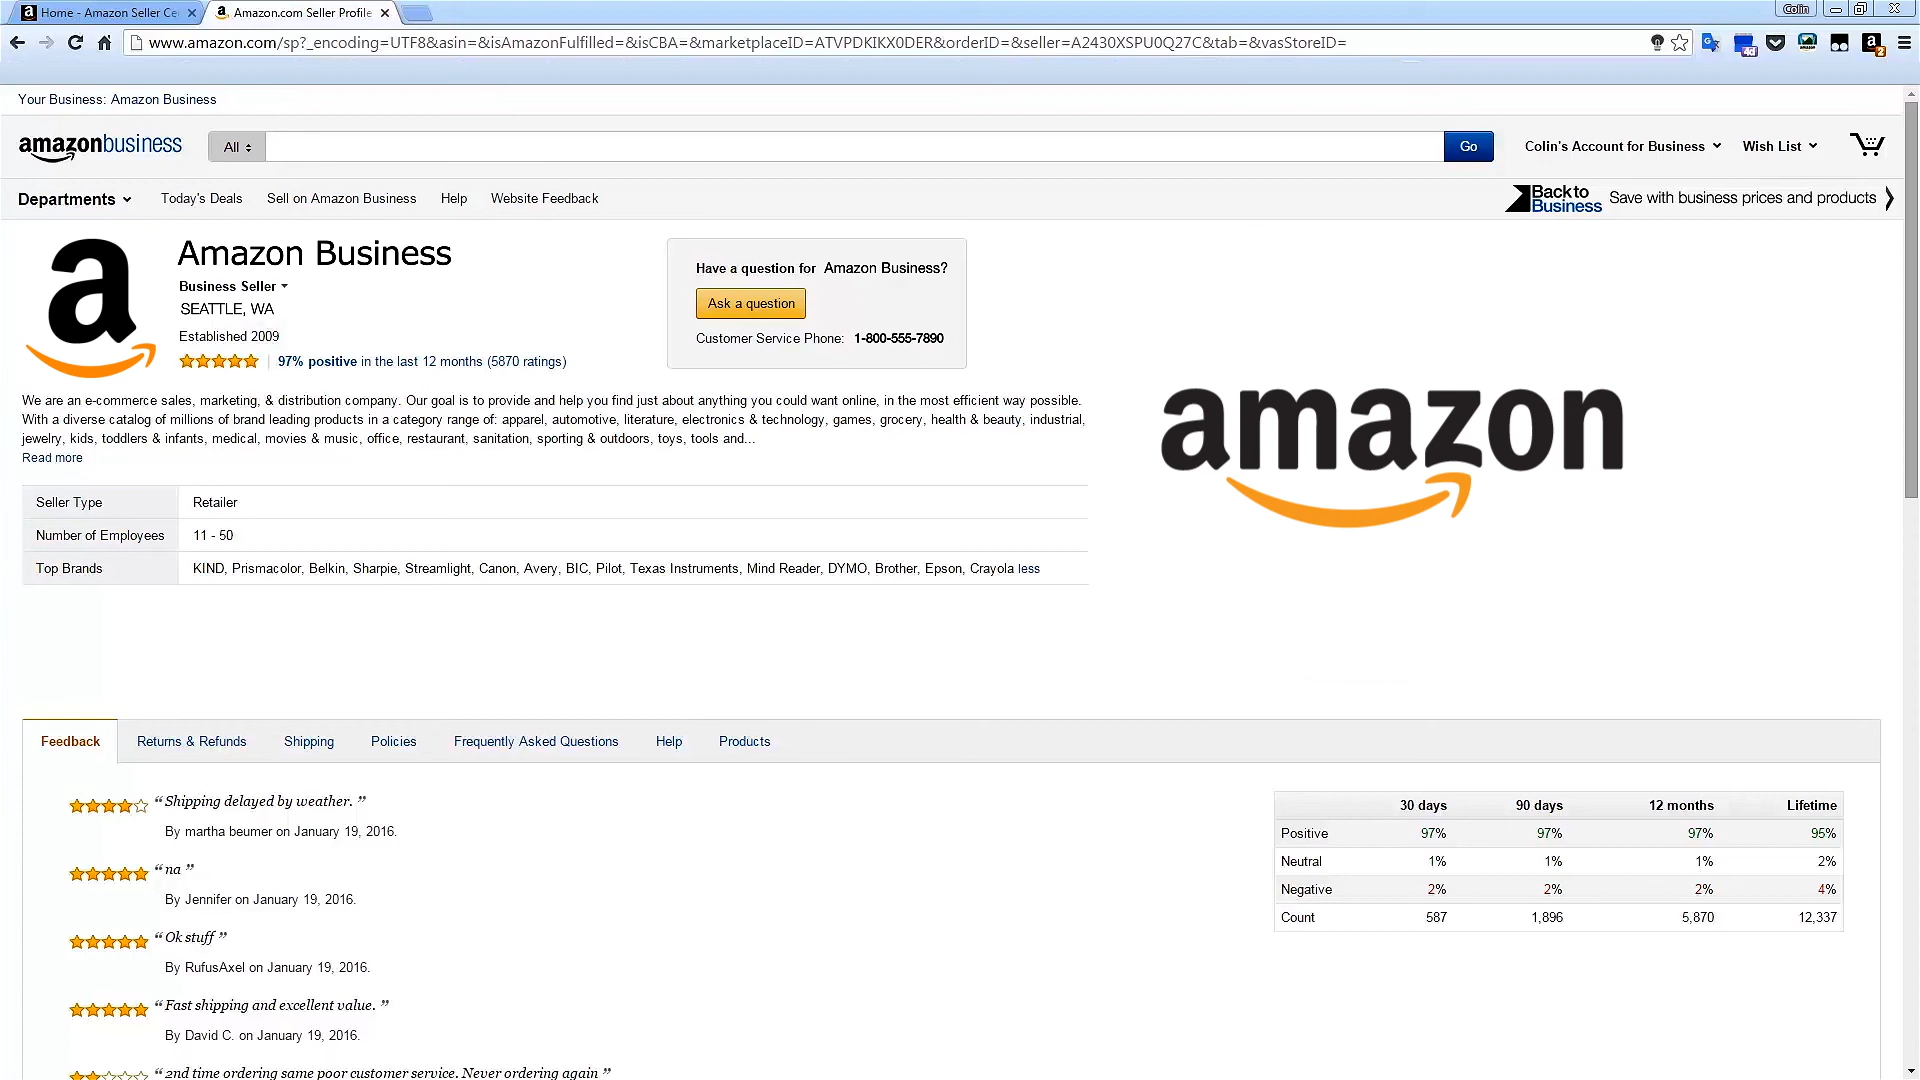 Home - Amazon Seller Ce
Amazon.com Seller Profile
Colin
www.amazon.com/sp?_encoding=UTF8&asin=&isAmazonFulfilled=&isCBA=&marketplaceID=ATVPDKIKX0DER&orderID=&seller=A2430XSPU0Q27C&tab=&vasStoreID=
Your Business: Amazon Business
amazonbusiness
All
Go
Colin's Account for Business
Wish List
Departments
Today's Deals
Sell on Amazon Business
Help
Website Feedback
Back to Business
Save with business prices and products
Amazon Business
Business Seller
SEATTLE, WA
Established 2009
97% positive in the last 12 months (5870 ratings)
Have a question for Amazon Business?
Ask a question
Customer Service Phone: 1-800-555-7890
We are an e-commerce sales, marketing, & distribution company. Our goal is to provide and help you find just about anything you could want online, in the most efficient way possible.
With a diverse catalog of millions of brand leading products in a category range of: apparel, automotive, literature, electronics & technology, games, grocery, health & beauty, industrial,
jewelry, kids, toddlers & infants, medical, movies & music, office, restaurant, sanitation, sporting & outdoors, toys, tools and...
Read more
amazon
Seller Type Retailer
Number of Employees 11 - 50
Top Brands KIND, Prismacolor, Belkin, Sharpie, Streamlight, Canon, Avery, BIC, Pilot, Texas Instruments, Mind Reader, DYMO, Brother, Epson, Crayola less
Feedback
Returns & Refunds
Shipping
Policies
Frequently Asked Questions
Help
Products
“ Shipping delayed by weather. ”
By martha beumer on January 19, 2016.
“ na ”
By Jennifer on January 19, 2016.
“ Ok stuff ”
By RufusAxel on January 19, 2016.
“ Fast shipping and excellent value. ”
By David C. on January 19, 2016.
“ 2nd time ordering same poor customer service. Never ordering again ”
30 days 90 days 12 months Lifetime
Positive 97% 97% 97% 95%
Neutral 1% 1% 1% 2%
Negative 2% 2% 2% 4%
Count 587 1,896 5,870 12,337